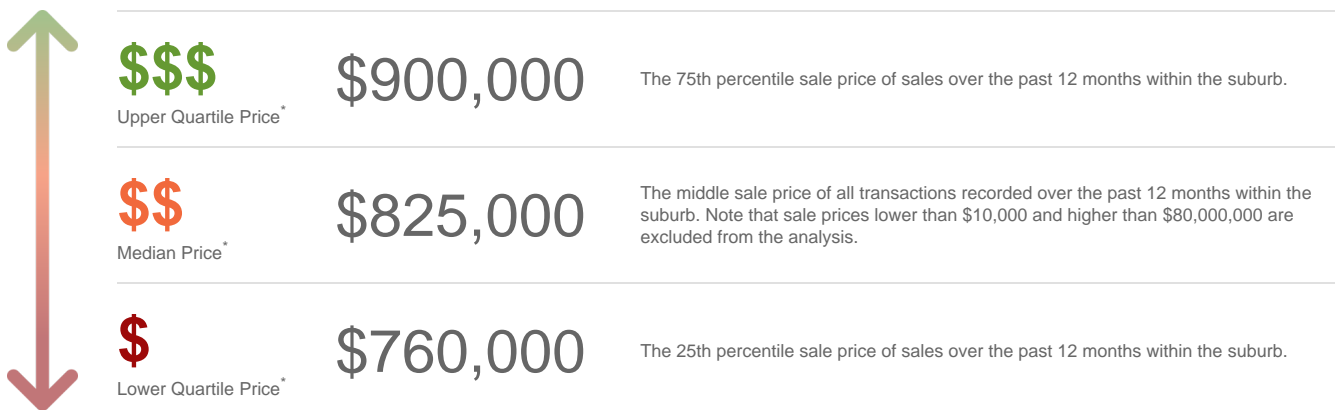 $$$
Upper Quartile Price*
$900,000
The 75th percentile sale price of sales over the past 12 months within the suburb.
$$
Median Price*
$825,000
The middle sale price of all transactions recorded over the past 12 months within the
suburb. Note that sale prices lower than $10,000 and higher than $80,000,000 are
excluded from the analysis.
$
Lower Quartile Price*
$760,000
The 25th percentile sale price of sales over the past 12 months within the suburb.